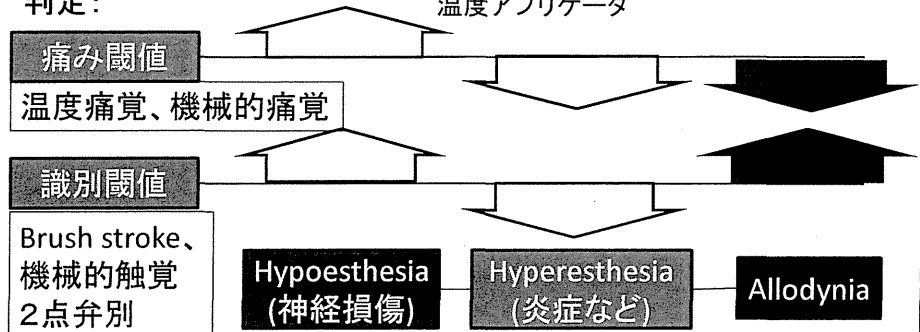 判定:
温度アプリケータ
痛み閾値
温度痛覚、機械的痛覚
識別閾値
Brush stroke、
機械的触覚
2点弁別
Hypoesthesia
(神経損傷)
Hyperesthesia
(炎症など)
Allodynia